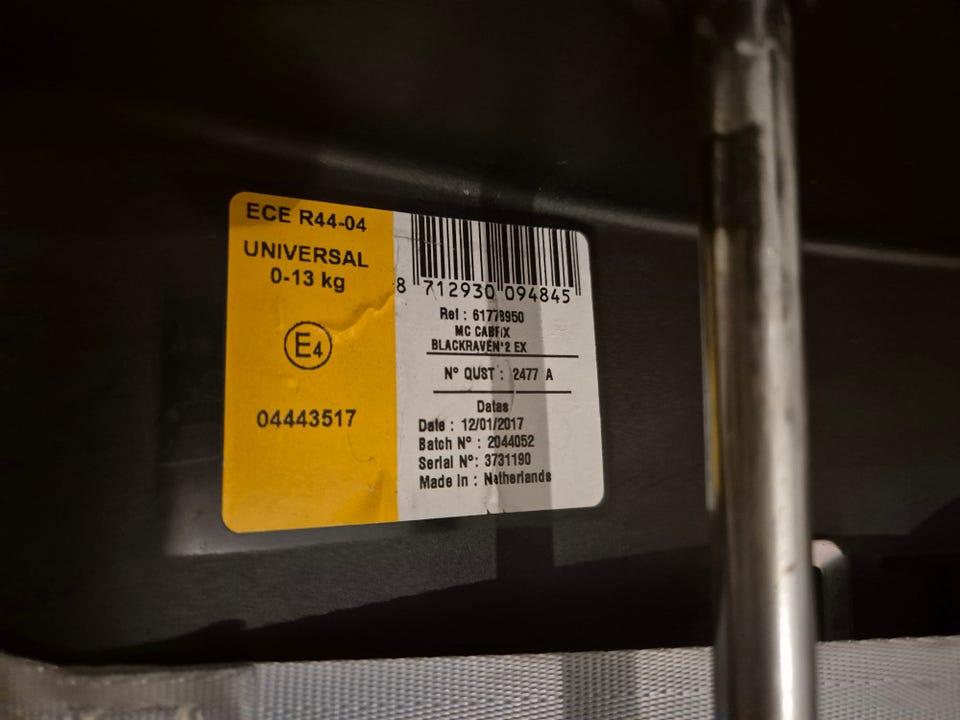 ECE R44-04
UNIVERSAL
0-13 kg
E4
04443517
8 712930 094845
Ref : 61778950
MC CABFIX
BLACKRAVEN*2 EX
N° QUST : 2477 A
Datas
Date : 12/01/2017
Batch N° : 2044052
Serial N°: 3731190
Made in : Netherlands